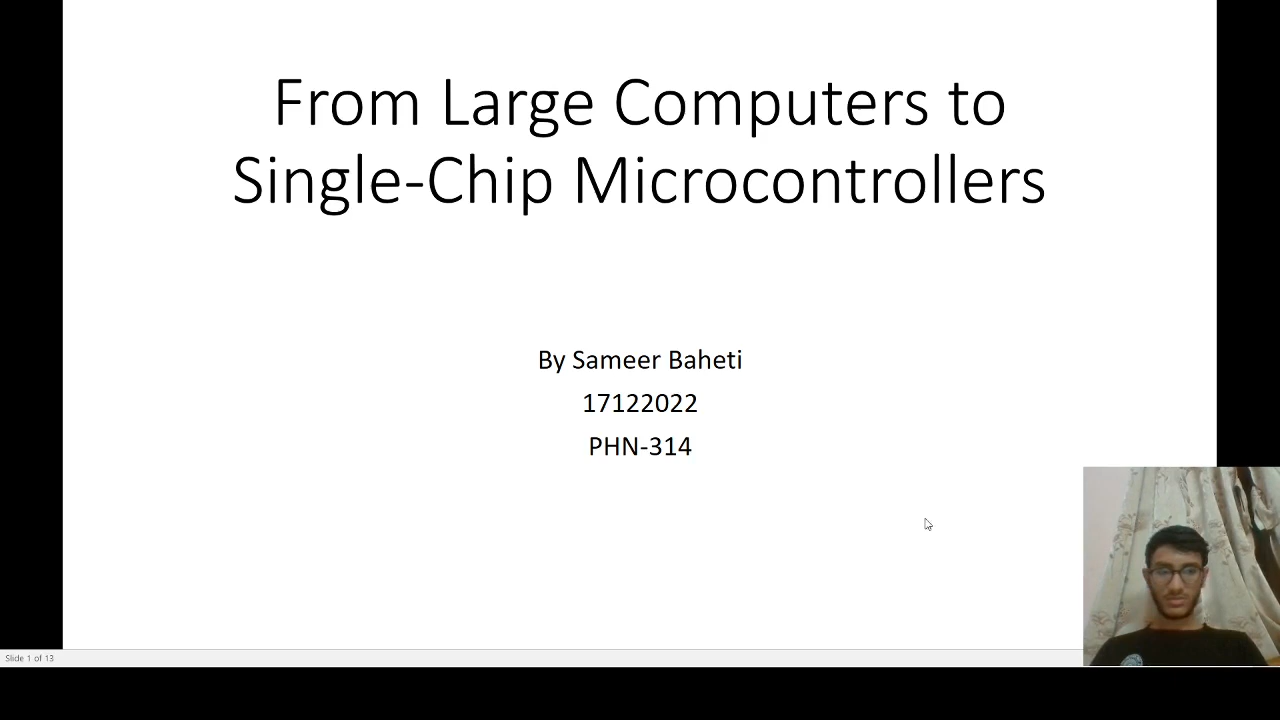 From Large Computers to
Single-Chip Microcontrollers
By Sameer Baheti
17122022
PHN-314
Slide 1 of 13